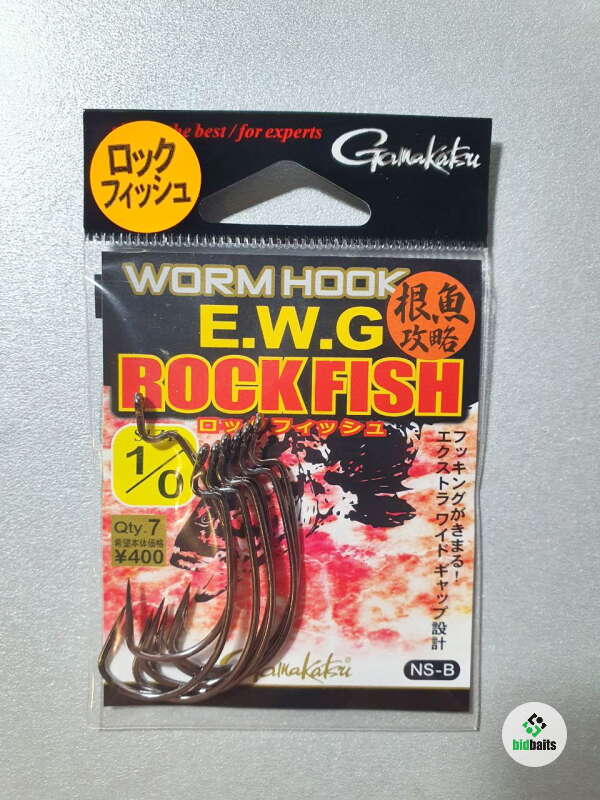 the best / for experts
Gamakatsu
ロック
フィッシュ
WORM HOOK
E.W.G
根魚
攻略
ROCK FISH
ロックフィッシュ
SIZE
1/0
Qty.7
希望本体価格
¥400
フッキングがきまる!
エクストラ ワイド ギャップ設計
Gamakatsu®
NS-B
bidbaits